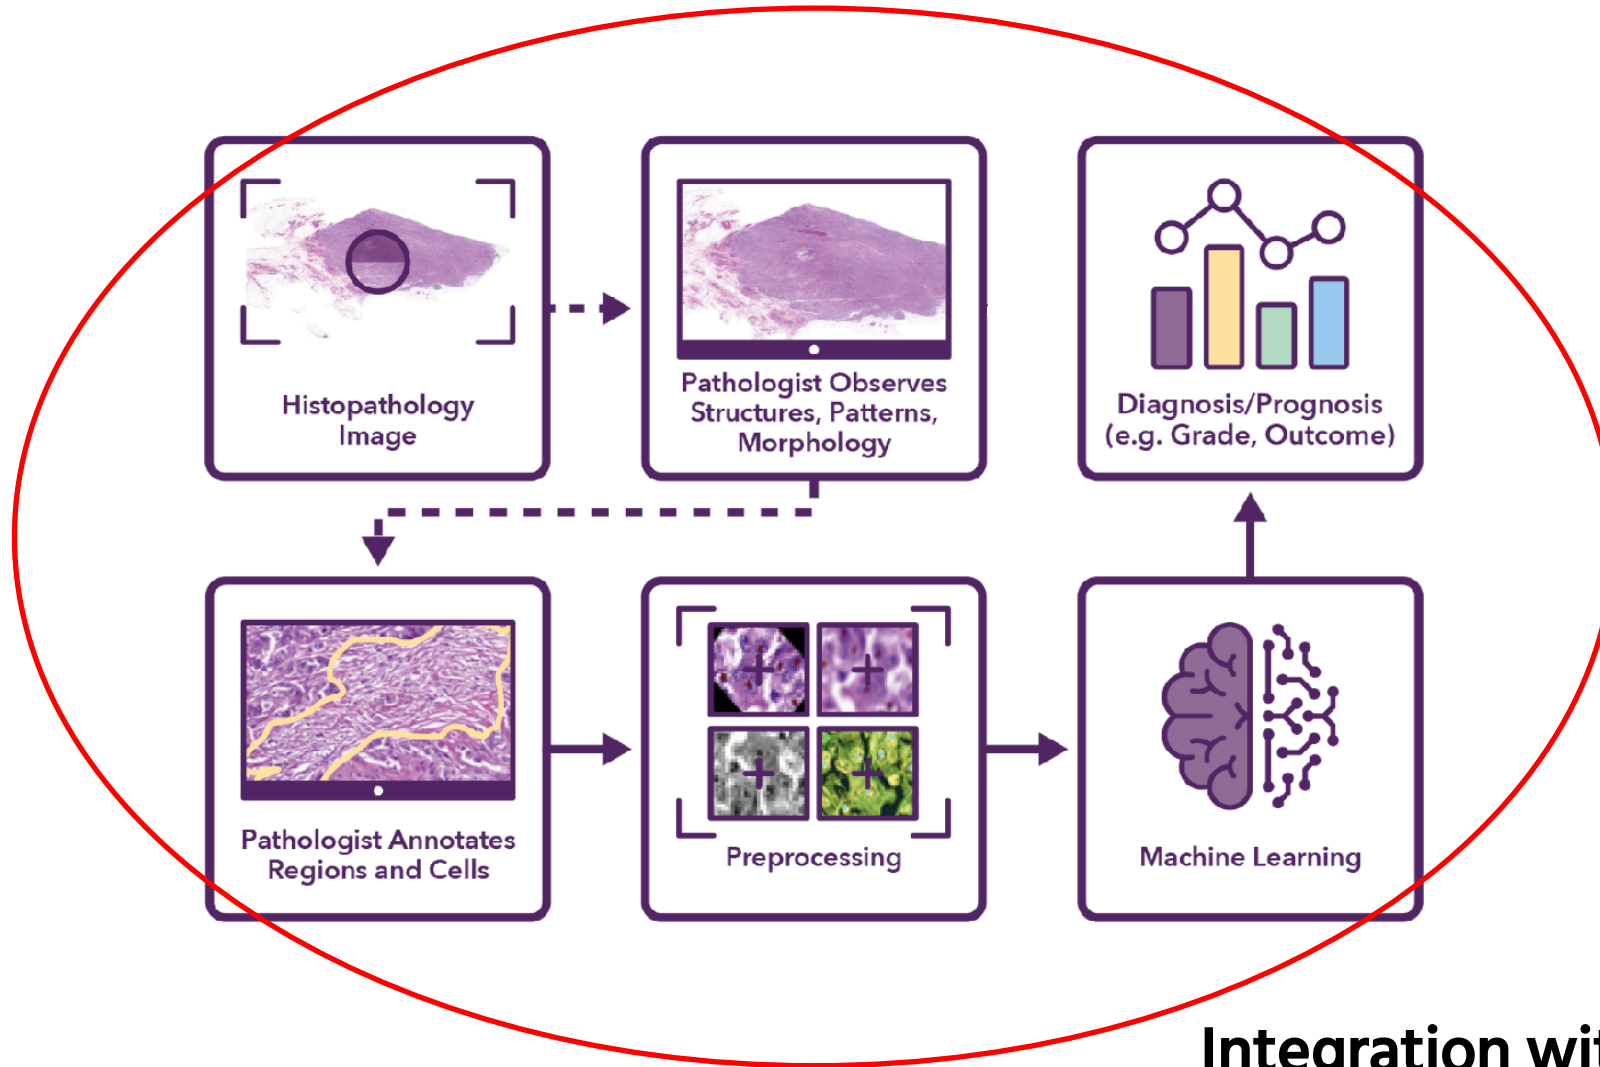 Histopathology
Image
Pathologist Observes
Structures, Patterns,
Morphology
Diagnosis/Prognosis
(e.g. Grade, Outcome)
Pathologist Annotates
Regions and Cells
Preprocessing
Machine Learning
Integration